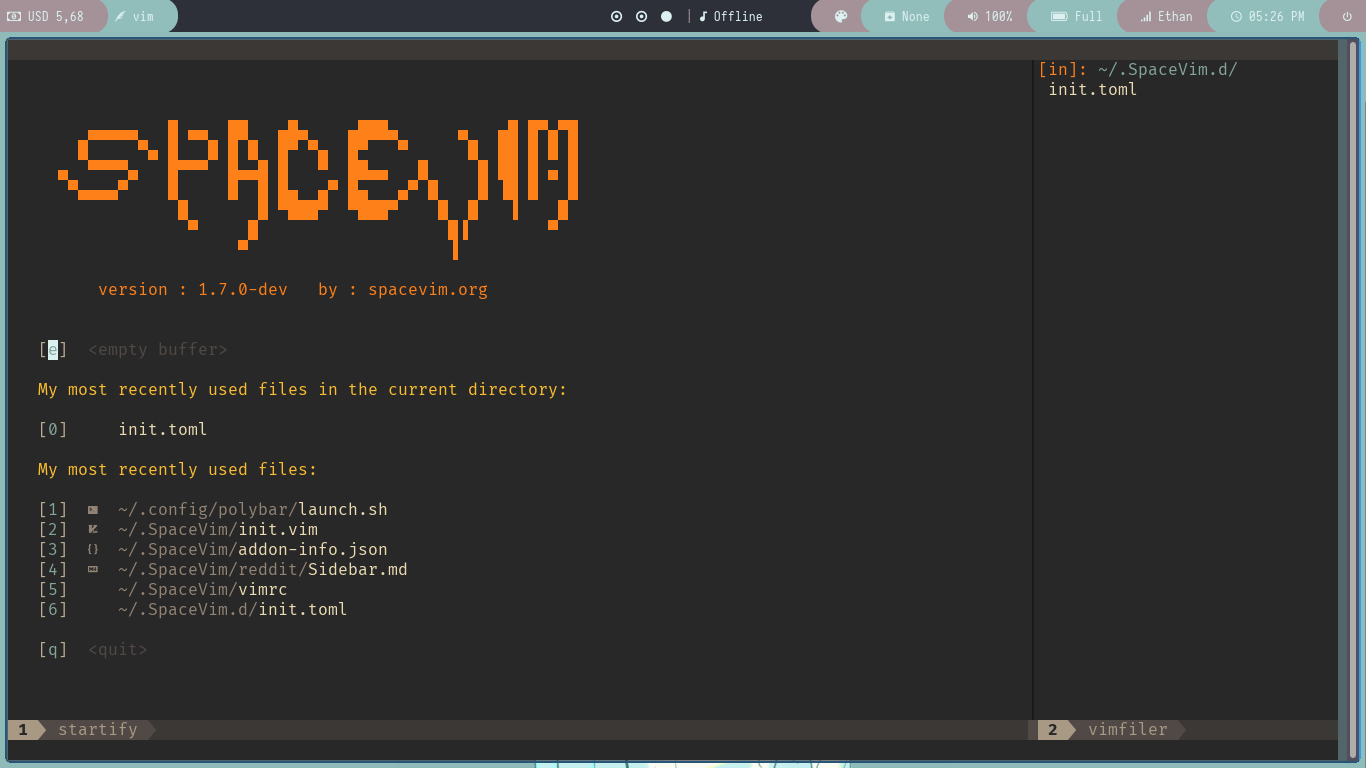 USD 5,68 vim Offline None 100% Full Ethan 05:26 PM
[in]: ~/.SpaceVim.d/
init.toml
SPACEVIM
version : 1.7.0-dev   by : spacevim.org
[e]  <empty buffer>
My most recently used files in the current directory:
[0]     init.toml
My most recently used files:
[1]  ~/.config/polybar/launch.sh
[2]  ~/.SpaceVim/init.vim
[3]  {} ~/.SpaceVim/addon-info.json
[4]  ~/.SpaceVim/reddit/Sidebar.md
[5]     ~/.SpaceVim/vimrc
[6]     ~/.SpaceVim.d/init.toml
[q]  <quit>
1 startify 2 vimfiler